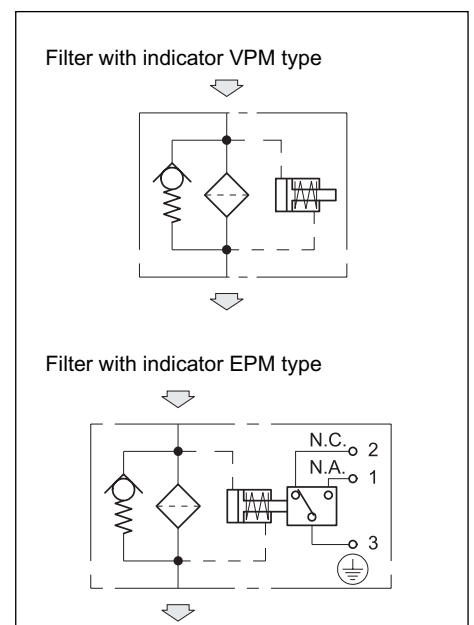 Filter with indicator VPM type
Filter with indicator EPM type
N.C. 2
N.A. 1
3